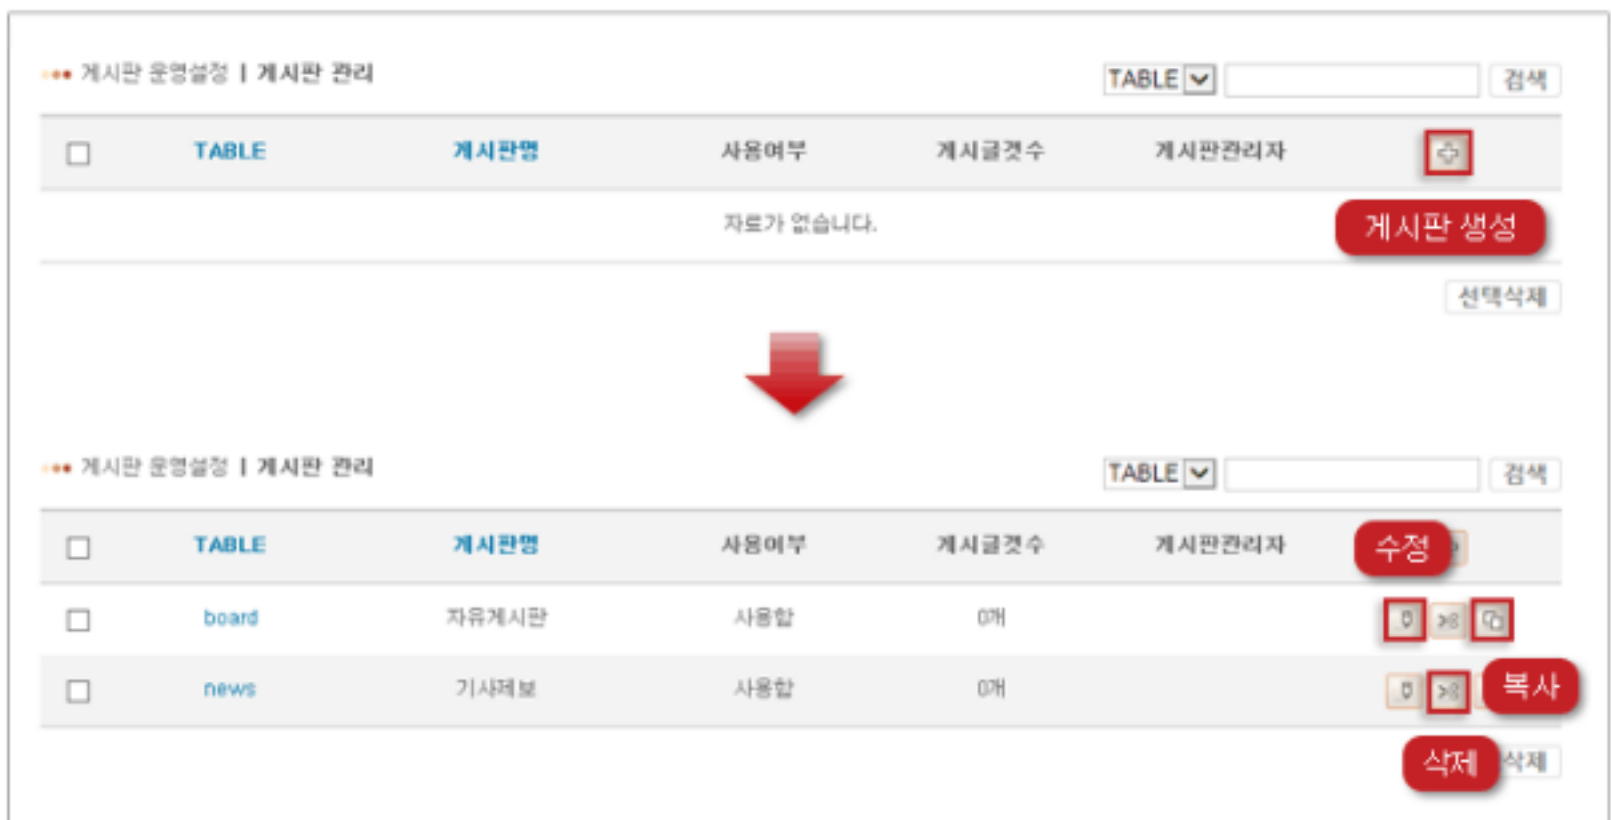 게시판 운영설정 | 게시판 관리
TABLE 검색
TABLE 게시판명 사용여부 게시글갯수 게시판관리자
자료가 없습니다.
게시판 생성
선택삭제
게시판 운영설정 | 게시판 관리
TABLE 검색
TABLE 게시판명 사용여부 게시글갯수 게시판관리자 수정
board 자유게시판 사용함 0개
news 기사제보 사용함 0개 복사
삭제 삭제